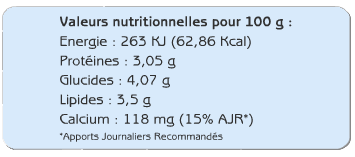 Valeurs nutritionnelles pour 100 g :
Energie : 263 KJ (62,86 Kcal)
Protéines : 3,05 g
Glucides : 4,07 g
Lipides : 3,5 g
Calcium : 118 mg (15% AJR*)
*Apports Journaliers Recommandés